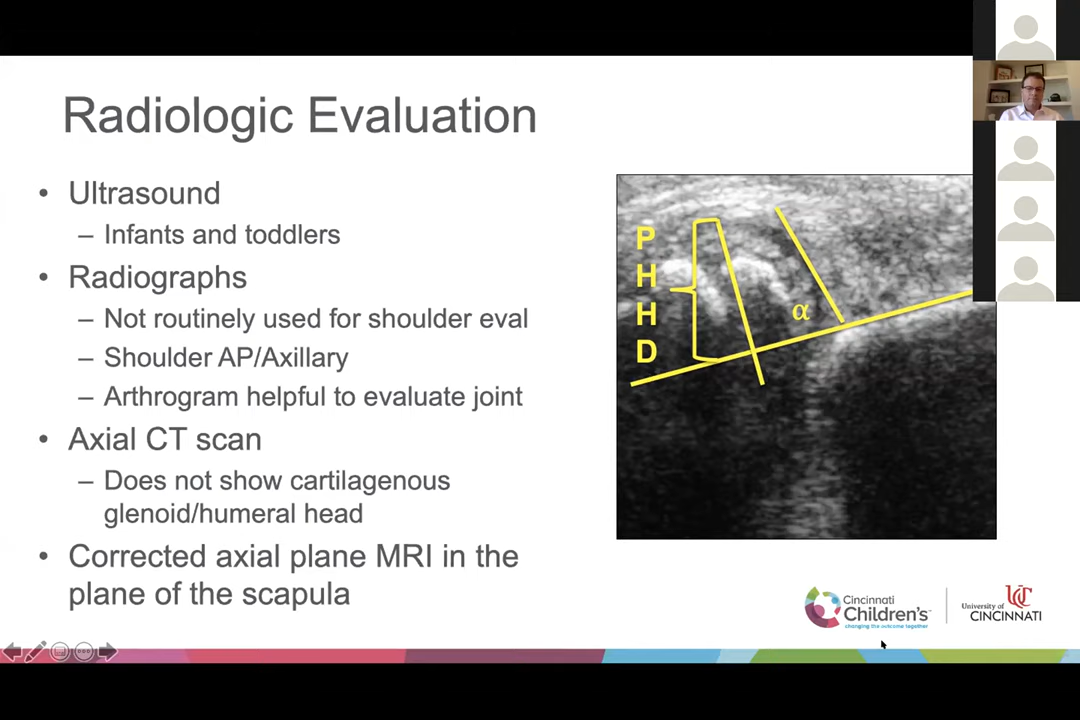 Radiologic Evaluation
• Ultrasound
– Infants and toddlers
• Radiographs
– Not routinely used for shoulder eval
– Shoulder AP/Axillary
– Arthrogram helpful to evaluate joint
• Axial CT scan
– Does not show cartilagenous
glenoid/humeral head
• Corrected axial plane MRI in the
plane of the scapula
P
H
H
D
α
Cincinnati
Children's™
changing the outcome together
UC
University of
CINCINNATI